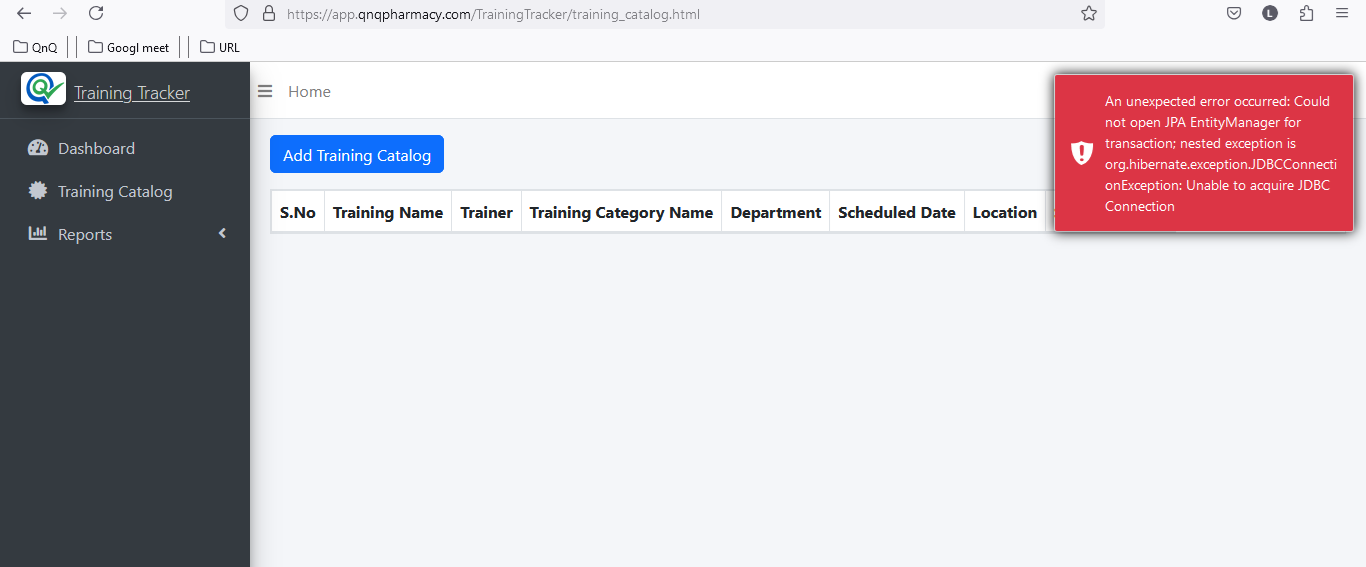 https://app.qnqpharmacy.com/TrainingTracker/training_catalog.html
L
QnQ
Googl meet
URL
Training Tracker
Home
Dashboard
Training Catalog
Reports
Add Training Catalog
S.No Training Name Trainer Training Category Name Department Scheduled Date Location
An unexpected error occurred: Could
not open JPA EntityManager for
transaction; nested exception is
org.hibernate.exception.JDBCConnecti
onException: Unable to acquire JDBC
Connection